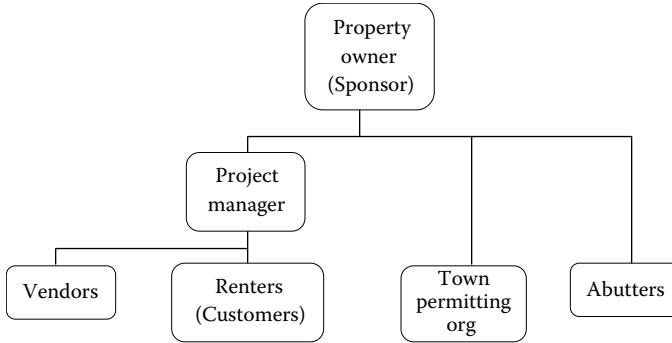 Property
owner
(Sponsor)
Project
manager
Vendors
Renters
(Customers)
Town
permitting
org
Abutters